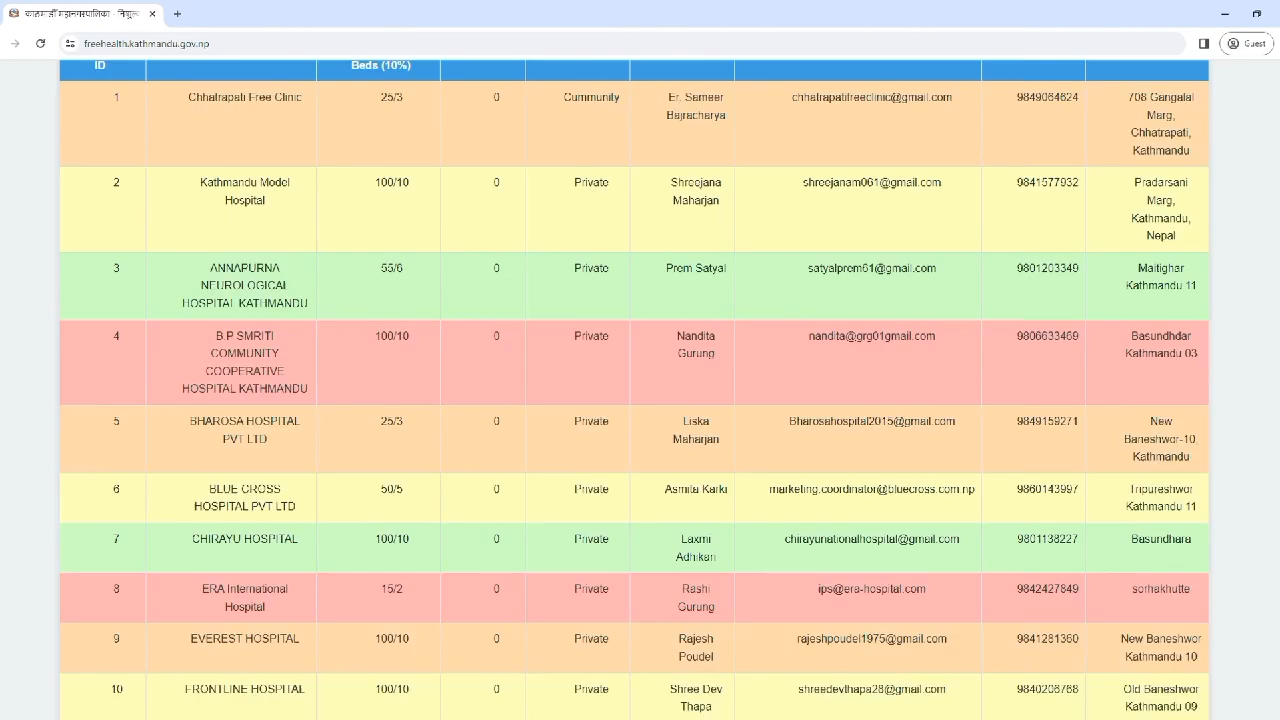 काठमाडौँ महानगरपालिका - निशुल्क
freehealth.kathmandu.gov.np
Guest
ID Beds (10%)
1 Chhatrapati Free Clinic 25/3 0 Cummunity Er. Sameer chhatrapatifreeclinic@gmail.com 9849064624 708 Gangalal
Bajracharya Marg,
Chhatrapati,
Kathmandu
2 Kathmandu Model 100/10 0 Private Shreejana shreejanam061@gmail.com 9841577932 Pradarsani
Hospital Maharjan Marg,
Kathmandu,
Nepal
3 ANNAPURNA 55/6 0 Private Prem Satyal satyalprem61@gmail.com 9801203349 Maitighar
NEUROLOGICAL Kathmandu 11
HOSPITAL KATHMANDU
4 B.P SMRITI 100/10 0 Private Nandita nandita@grg01gmail.com 9806633469 Basundhdar
COMMUNITY Gurung Kathmandu 03
COOPERATIVE
HOSPITAL KATHMANDU
5 BHAROSA HOSPITAL 25/3 0 Private Liska Bharosahospital2015@gmail.com 9849159271 New
PVT LTD Maharjan Baneshwor-10,
Kathmandu
6 BLUE CROSS 50/5 0 Private Asmita Karki marketing.coordinator@bluecross.com.np 9860143997 Tripureshwor
HOSPITAL PVT LTD Kathmandu 11
7 CHIRAYU HOSPITAL 100/10 0 Private Laxmi chirayunationalhospital@gmail.com 9801138227 Basundhara
Adhikari
8 ERA International 15/2 0 Private Rashi ips@era-hospital.com 9842427849 sorhakhutte
Hospital Gurung
9 EVEREST HOSPITAL 100/10 0 Private Rajesh rajeshpoudel1975@gmail.com 9841281360 New Baneshwor
Poudel Kathmandu 10
10 FRONTLINE HOSPITAL 100/10 0 Private Shree Dev shreedevthapa28@gmail.com 9840206768 Old Baneshwor
Thapa Kathmandu 09